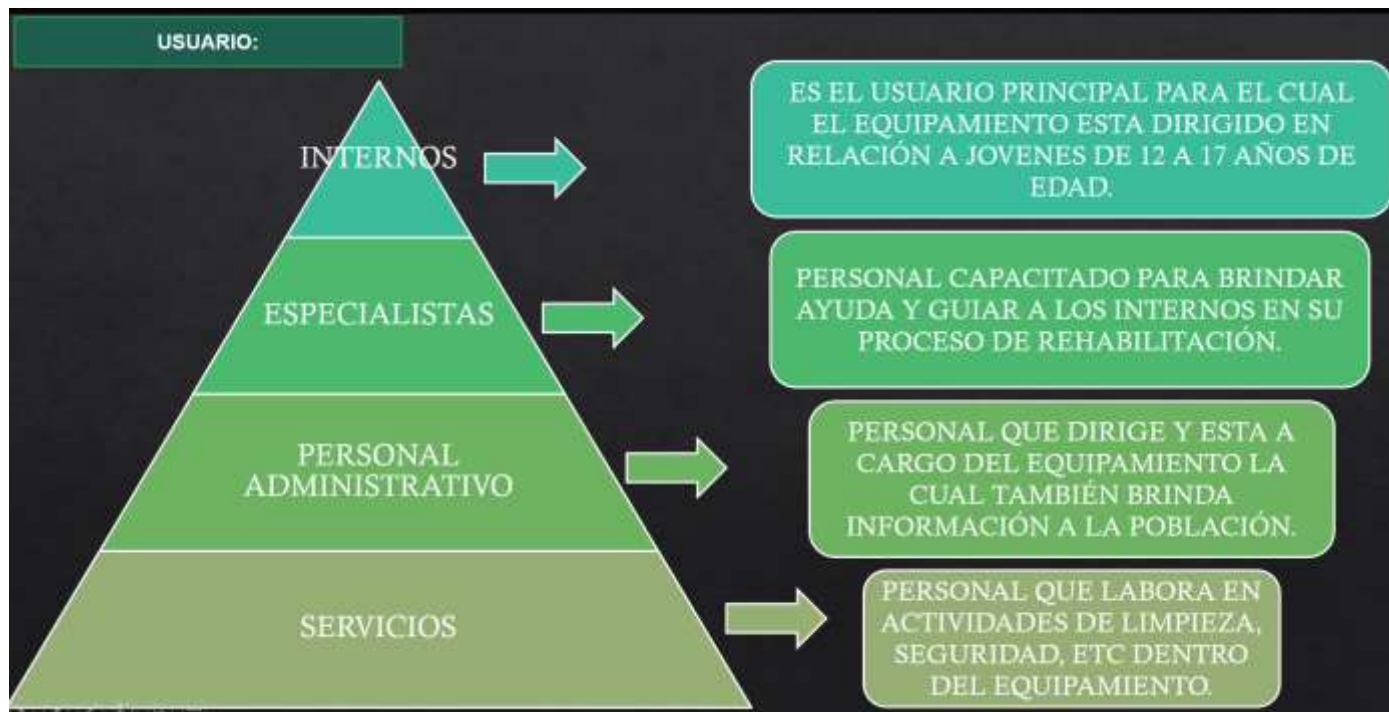 USUARIO:
INTERNOS
ES EL USUARIO PRINCIPAL PARA EL CUAL
EL EQUIPAMIENTO ESTA DIRIGIDO EN
RELACIÓN A JOVENES DE 12 A 17 AÑOS DE
EDAD.
ESPECIALISTAS
PERSONAL CAPACITADO PARA BRINDAR
AYUDA Y GUIAR A LOS INTERNOS EN SU
PROCESO DE REHABILITACIÓN.
PERSONAL
ADMINISTRATIVO
PERSONAL QUE DIRIGE Y ESTA A
CARGO DEL EQUIPAMIENTO LA
CUAL TAMBIÉN BRINDA
INFORMACIÓN A LA POBLACIÓN.
SERVICIOS
PERSONAL QUE LABORA EN
ACTIVIDADES DE LIMPIEZA,
SEGURIDAD, ETC DENTRO
DEL EQUIPAMIENTO.